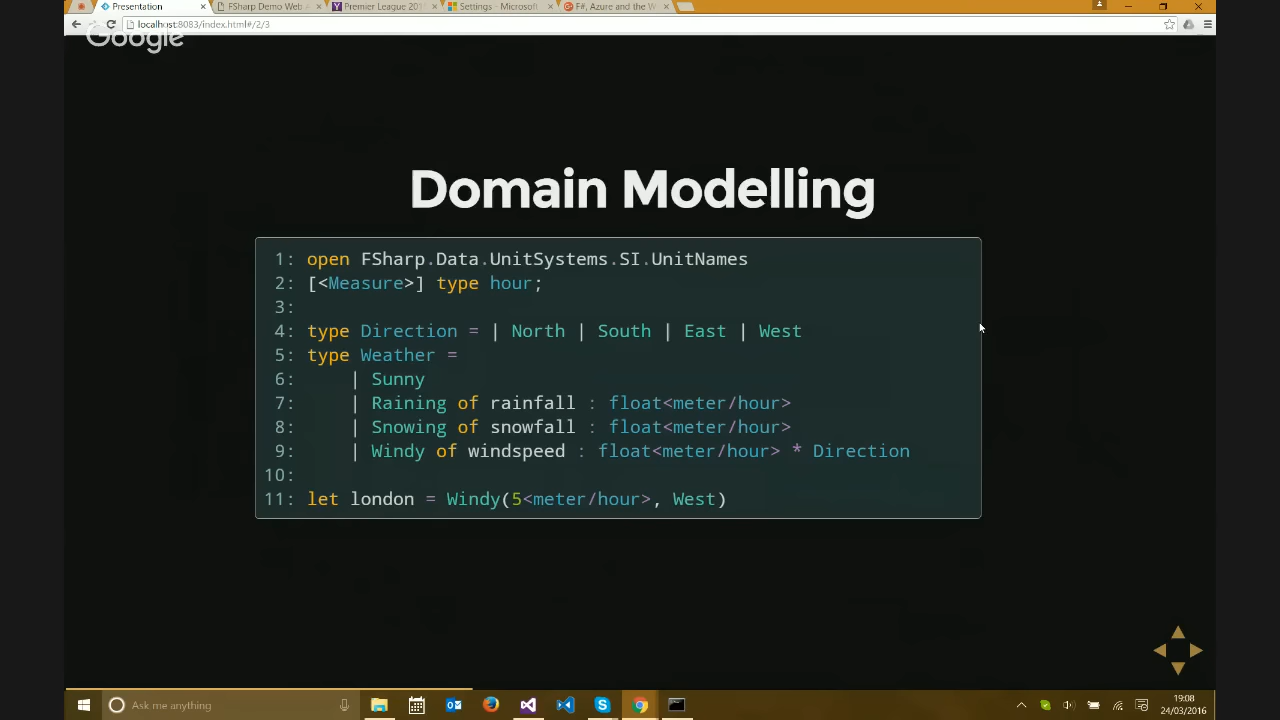 Presentation
FSharp Demo Web
Premier League 201
Settings - Microsoft
F#, Azure and the W
localhost:8083/index.html#/2/3
Google
Domain Modelling
1: open FSharp.Data.UnitSystems.SI.UnitNames
2: [<Measure>] type hour;
3:
4: type Direction = | North | South | East | West
5: type Weather =
6: | Sunny
7: | Raining of rainfall : float<meter/hour>
8: | Snowing of snowfall : float<meter/hour>
9: | Windy of windspeed : float<meter/hour> * Direction
10:
11: let london = Windy(5<meter/hour>, West)
Ask me anything
19:08
24/03/2016